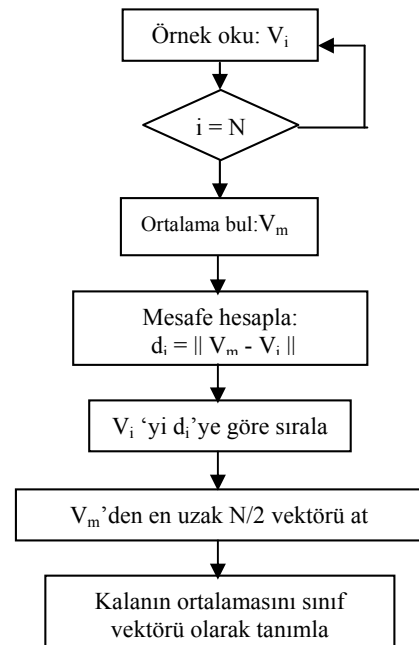 Örnek oku: Vi
i = N
Ortalama bul:Vm
Mesafe hesapla:
di = || Vm - Vi ||
Vi ‘yi di’ye göre sırala
Vm’den en uzak N/2 vektörü at
Kalanın ortalamasını sınıf
vektörü olarak tanımla